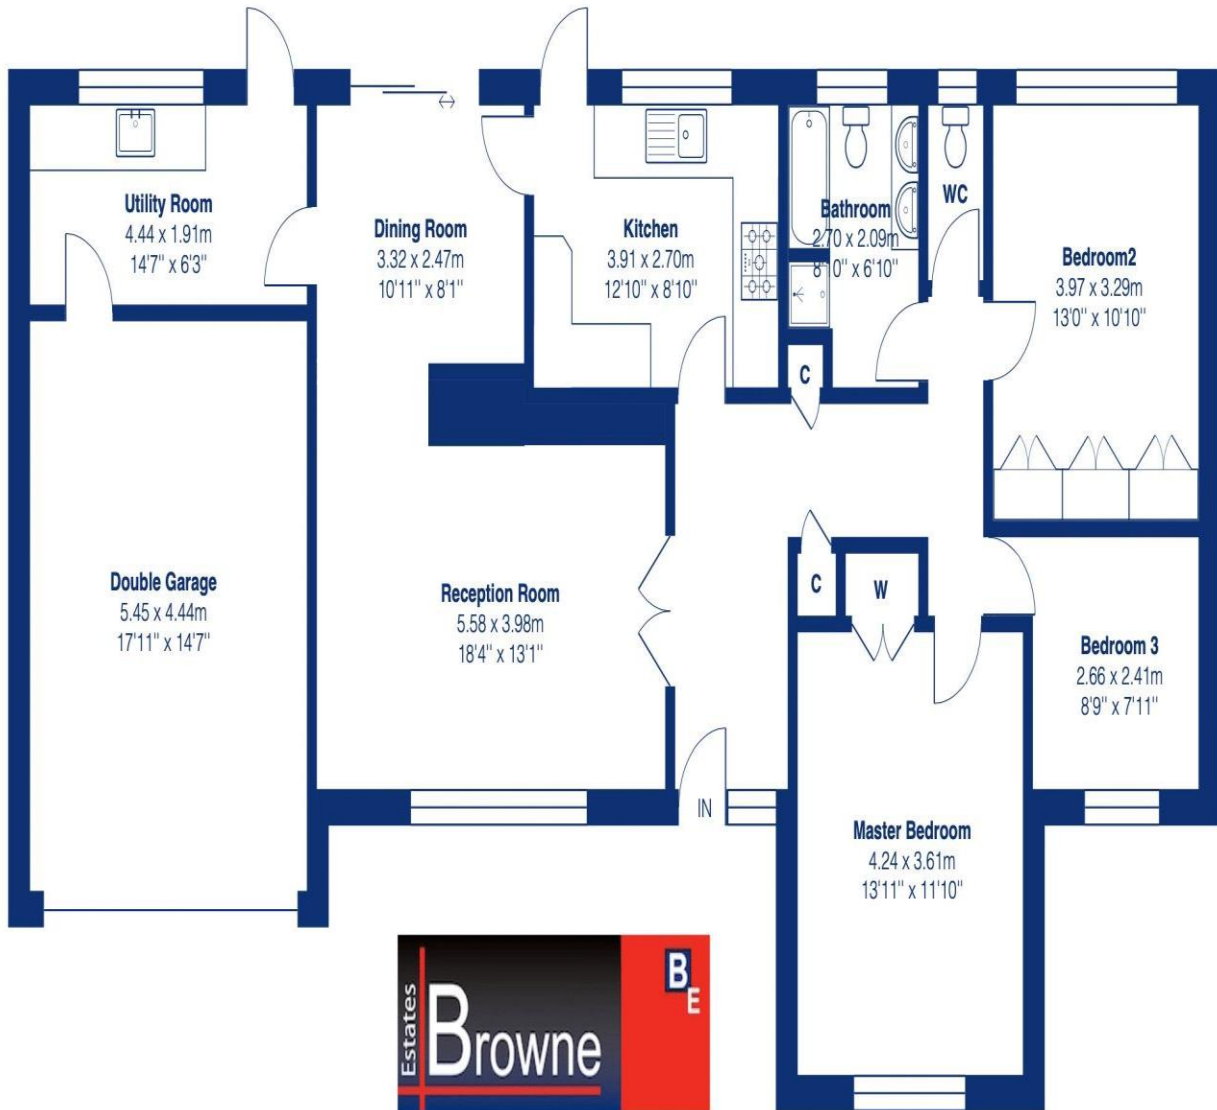 Utility Room
4.44 x 1.91m
14'7" x 6'3"
Dining Room
3.32 x 2.47m
10'11" x 8'1"
Kitchen
3.91 x 2.70m
12'10" x 8'10"
Bathroom
2.70 x 2.09m
x 6'10"
WC
Bedroom2
3.97 x 3.29m
13'0" x 10'10"
C
Double Garage
5.45 x 4.44m
17'11" x 14'7"
Reception Room
5.58 x 3.98m
18'4" x 13'1"
C
W
Bedroom 3
2.66 x 2.41m
8'9" x 7'11"
IN
Master Bedroom
4.24 x 3.61m
13'11" x 11'10"
Estates
Browne
B
E